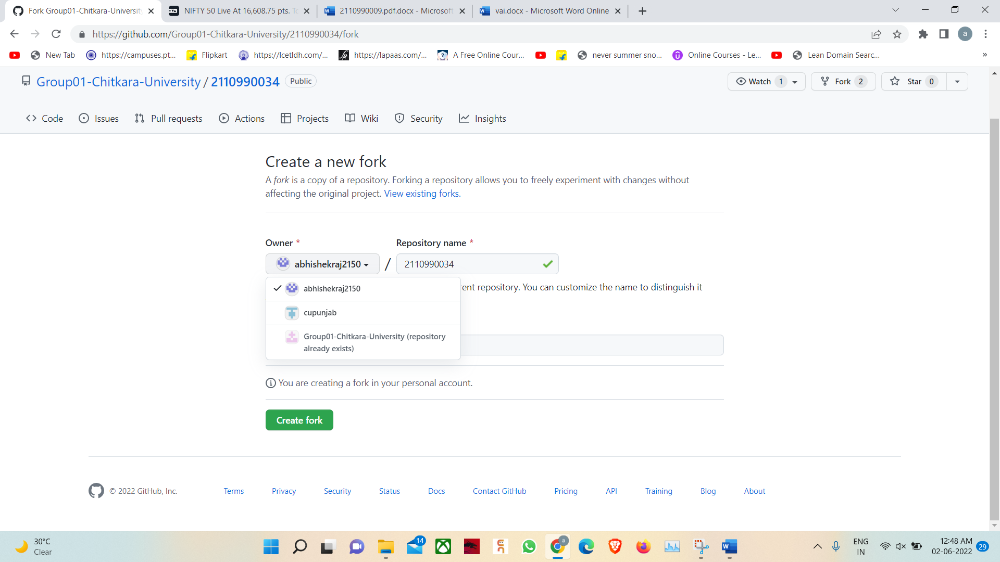 Fork Group01-Chitkara-University
NIFTY 50 Live At 16,608.75 pts.
2110990009.pdf.docx - Microsoft
vai.docx - Microsoft Word Online
https://github.com/Group01-Chitkara-University/2110990034/fork
a
New Tab
https://campuses.pt...
Flipkart
https://lcetldh.com/...
https://lapaas.com/...
A Free Online Cour...
never summer sno...
Online Courses - Le...
Lean Domain Searc...
»
Group01-Chitkara-University / 2110990034 Public
Watch 1
Fork 2
Star 0
Code
Issues
Pull requests
Actions
Projects
Wiki
Security
Insights
Create a new fork
A fork is a copy of a repository. Forking a repository allows you to freely experiment with changes without
affecting the original project. View existing forks.
Owner *
Repository name *
abhishekraj2150 / 2110990034
abhishekraj2150
rent repository. You can customize the name to distinguish it
cupunjab
Group01-Chitkara-University (repository
already exists)
You are creating a fork in your personal account.
Create fork
© 2022 GitHub, Inc.
Terms
Privacy
Security
Status
Docs
Contact GitHub
Pricing
API
Training
Blog
About
30°C
Clear
14
a
ENG
IN
12:48 AM
02-06-2022
29